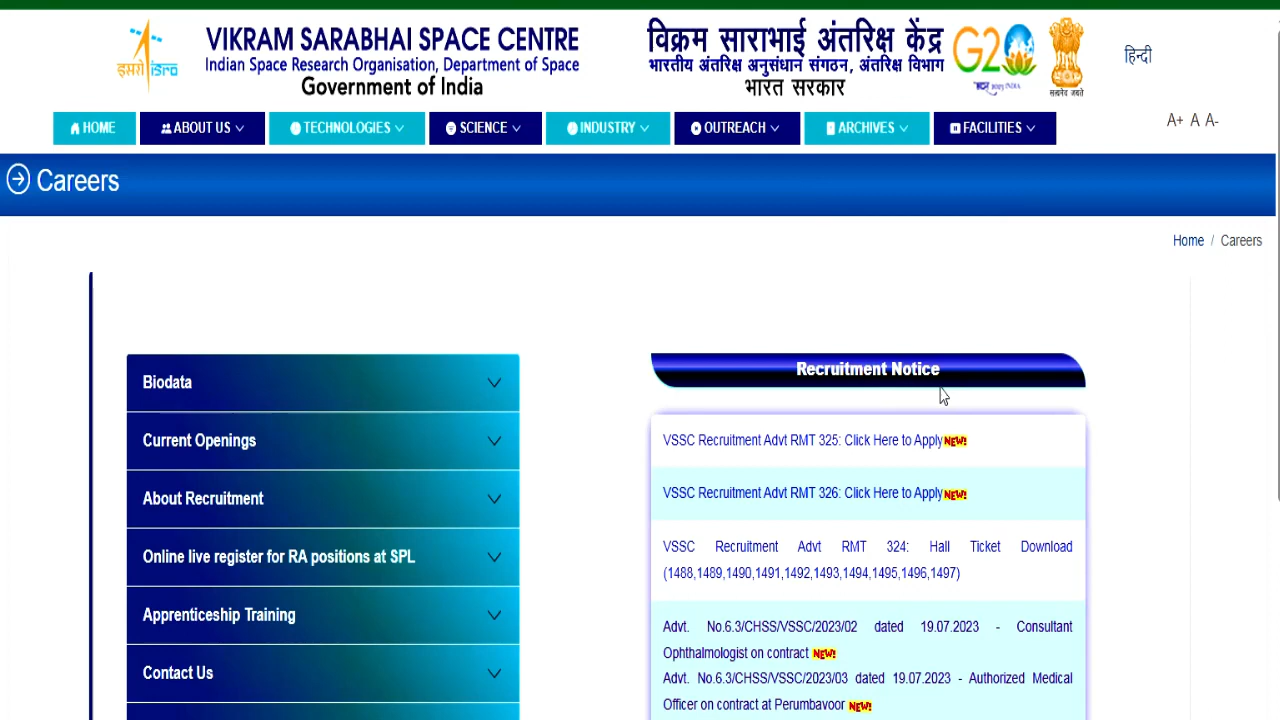 इसरो isro
VIKRAM SARABHAI SPACE CENTRE
Indian Space Research Organisation, Department of Space
Government of India
विक्रम साराभाई अंतरिक्ष केंद्र
भारतीय अंतरिक्ष अनुसंधान संगठन, अंतरिक्ष विभाग
भारत सरकार
G20
सत्यमेव जयते
हिन्दी
HOME
ABOUT US
TECHNOLOGIES
SCIENCE
INDUSTRY
OUTREACH
ARCHIVES
FACILITIES
A+ A A-
Careers
Home / Careers
Biodata
Current Openings
About Recruitment
Online live register for RA positions at SPL
Apprenticeship Training
Contact Us
Recruitment Notice
VSSC Recruitment Advt RMT 325: Click Here to Apply NEW!
VSSC Recruitment Advt RMT 326: Click Here to Apply NEW!
VSSC Recruitment Advt RMT 324: Hall Ticket Download
(1488,1489,1490,1491,1492,1493,1494,1495,1496,1497)
Advt. No.6.3/CHSS/VSSC/2023/02 dated 19.07.2023 - Consultant
Ophthalmologist on contract NEW!
Advt. No.6.3/CHSS/VSSC/2023/03 dated 19.07.2023 - Authorized Medical
Officer on contract at Perumbavoor NEW!